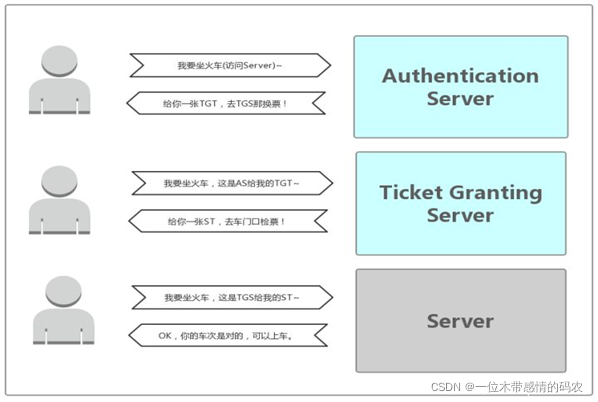 我要坐火车(访问Server)~
给你一张TGT，去TGS那换票！
Authentication
Server
我要坐火车，这是AS给我的TGT~
给你一张ST，去车门口检票！
Ticket Granting
Server
我要坐火车，这是TGS给我的ST~
OK，你的车次是对的，可以上车。
Server
CSDN @一位木带感情的码农